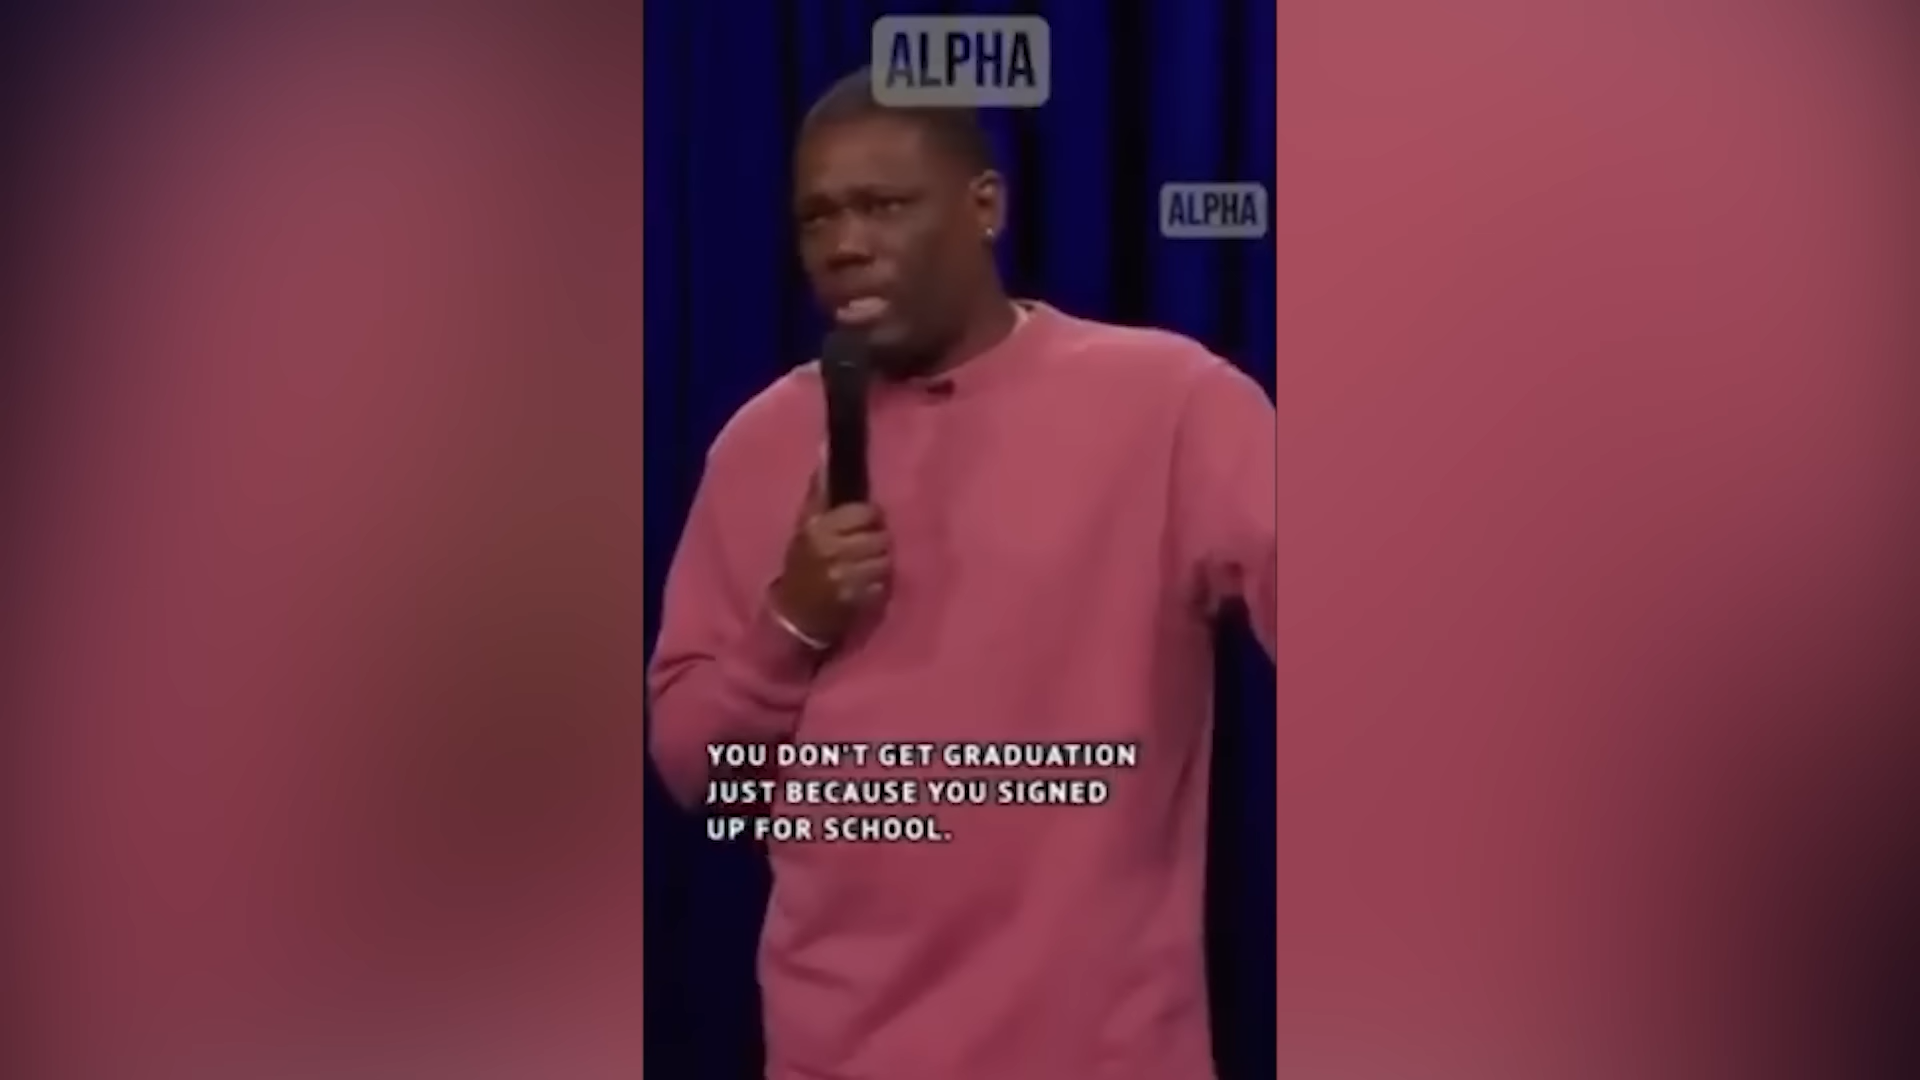 ALPHA
ALPHA
YOU DON'T GET GRADUATION
JUST BECAUSE YOU SIGNED
UP FOR SCHOOL.